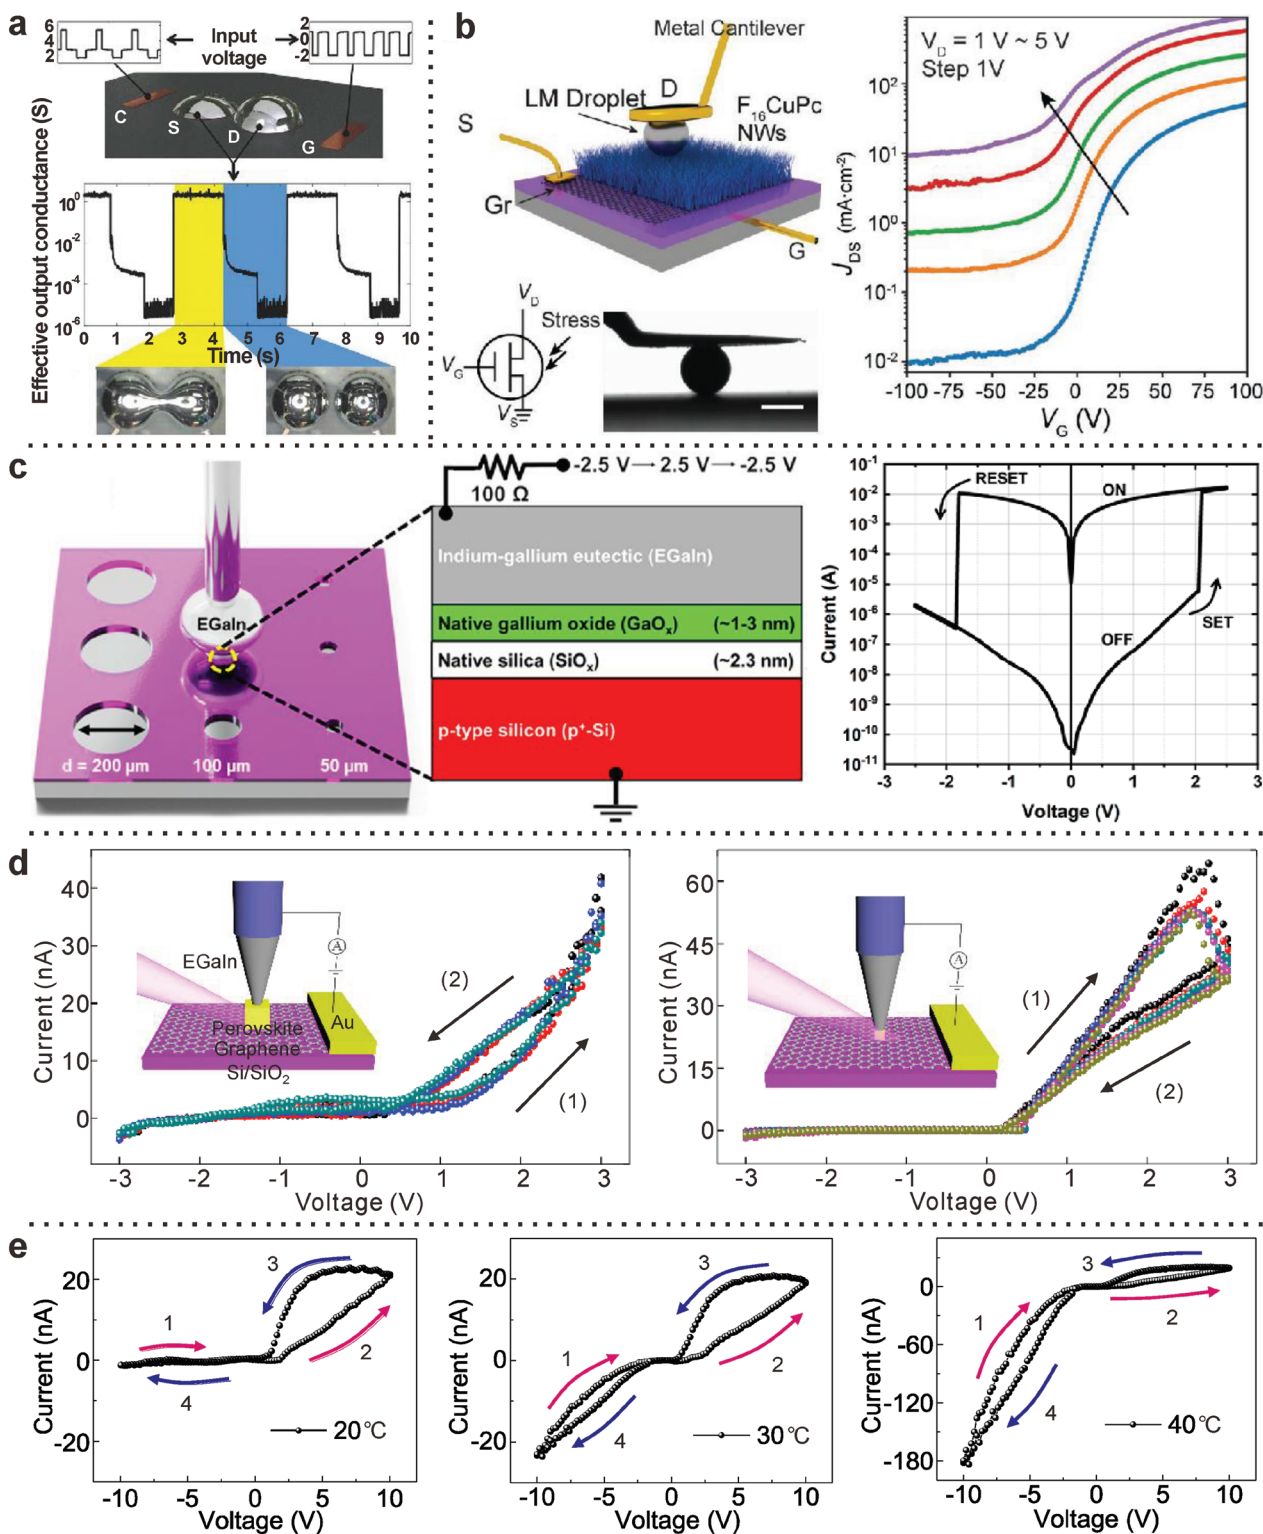 a
6
4
2
Input
voltage
2
0
-2
C
S
D
G
Effective output conductance (S)
10^0
10^-2
10^-4
10^-6
0 1 2 3 4 5 6 7 8 9 10
Time (s)
b
Metal Cantilever
D
LM Droplet
F16CuPc
NWs
S
Gr
G
VD
Stress
VG
VS
VD = 1 V ~ 5 V
Step 1V
JDS (mA·cm-2)
10^2
10^1
10^0
10^-1
10^-2
-100 -75 -50 -25 0 25 50 75 100
VG (V)
c
EGaIn
d = 200 μm 100 μm 50 μm
100 Ω
-2.5 V→2.5 V→-2.5 V
Indium-gallium eutectic (EGaIn)
Native gallium oxide (GaOx) (~1-3 nm)
Native silica (SiOx) (~2.3 nm)
p-type silicon (p+-Si)
Current (A)
10^-1
10^-2
10^-3
10^-4
10^-5
10^-6
10^-7
10^-8
10^-9
10^-10
10^-11
RESET
ON
OFF
SET
-3 -2 -1 0 1 2 3
Voltage (V)
d
Current (nA)
40
30
20
10
0
EGaIn
A
Au
Perovskite
Graphene
Si/SiO2
(2)
(1)
-3 -2 -1 0 1 2 3
Voltage (V)
Current (nA)
60
45
30
15
0
A
(1)
(2)
-3 -2 -1 0 1 2 3
Voltage (V)
e
Current (nA)
20
0
-20
1
2
3
4
20℃
-10 -5 0 5 10
Voltage (V)
Current (nA)
20
10
0
-10
-20
1
2
3
4
30℃
-10 -5 0 5 10
Voltage (V)
Current (nA)
0
-60
-120
-180
1
2
3
4
40℃
-10 -5 0 5 10
Voltage (V)